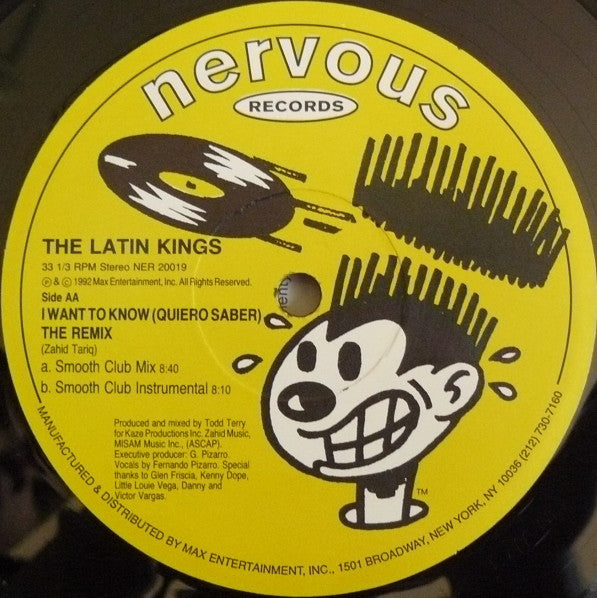 nervous
RECORDS
THE LATIN KINGS
33 1/3 RPM Stereo NER 20019
℗ & © 1992 Max Entertainment, Inc. All Rights Reserved.
Side AA
I WANT TO KNOW (QUIERO SABER)
THE REMIX
(Zahid Tariq)
a. Smooth Club Mix 8:40
b. Smooth Club Instrumental 8:10
Produced and mixed by Todd Terry
for Kaze Productions Inc. Zahid Music,
MISAM Music Inc., (ASCAP).
Executive producer: G. Pizarro.
Vocals by Fernando Pizarro. Special
thanks to Glen Friscia, Kenny Dope,
Little Louie Vega, Danny and
Victor Vargas.
TM
MANUFACTURED & DISTRIBUTED BY MAX ENTERTAINMENT, INC., 1501 BROADWAY, NEW YORK, NY 10036 (212) 730-7160